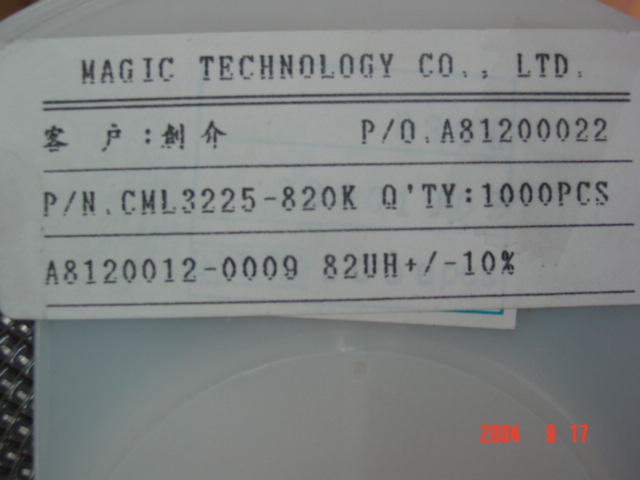 MAGIC TECHNOLOGY CO., LTD.
客 户:創介 P/O.A81200022
P/N.CML3225-820K Q'TY:1000PCS
A8120012-0009 82UH+/-10%
2004 9 17